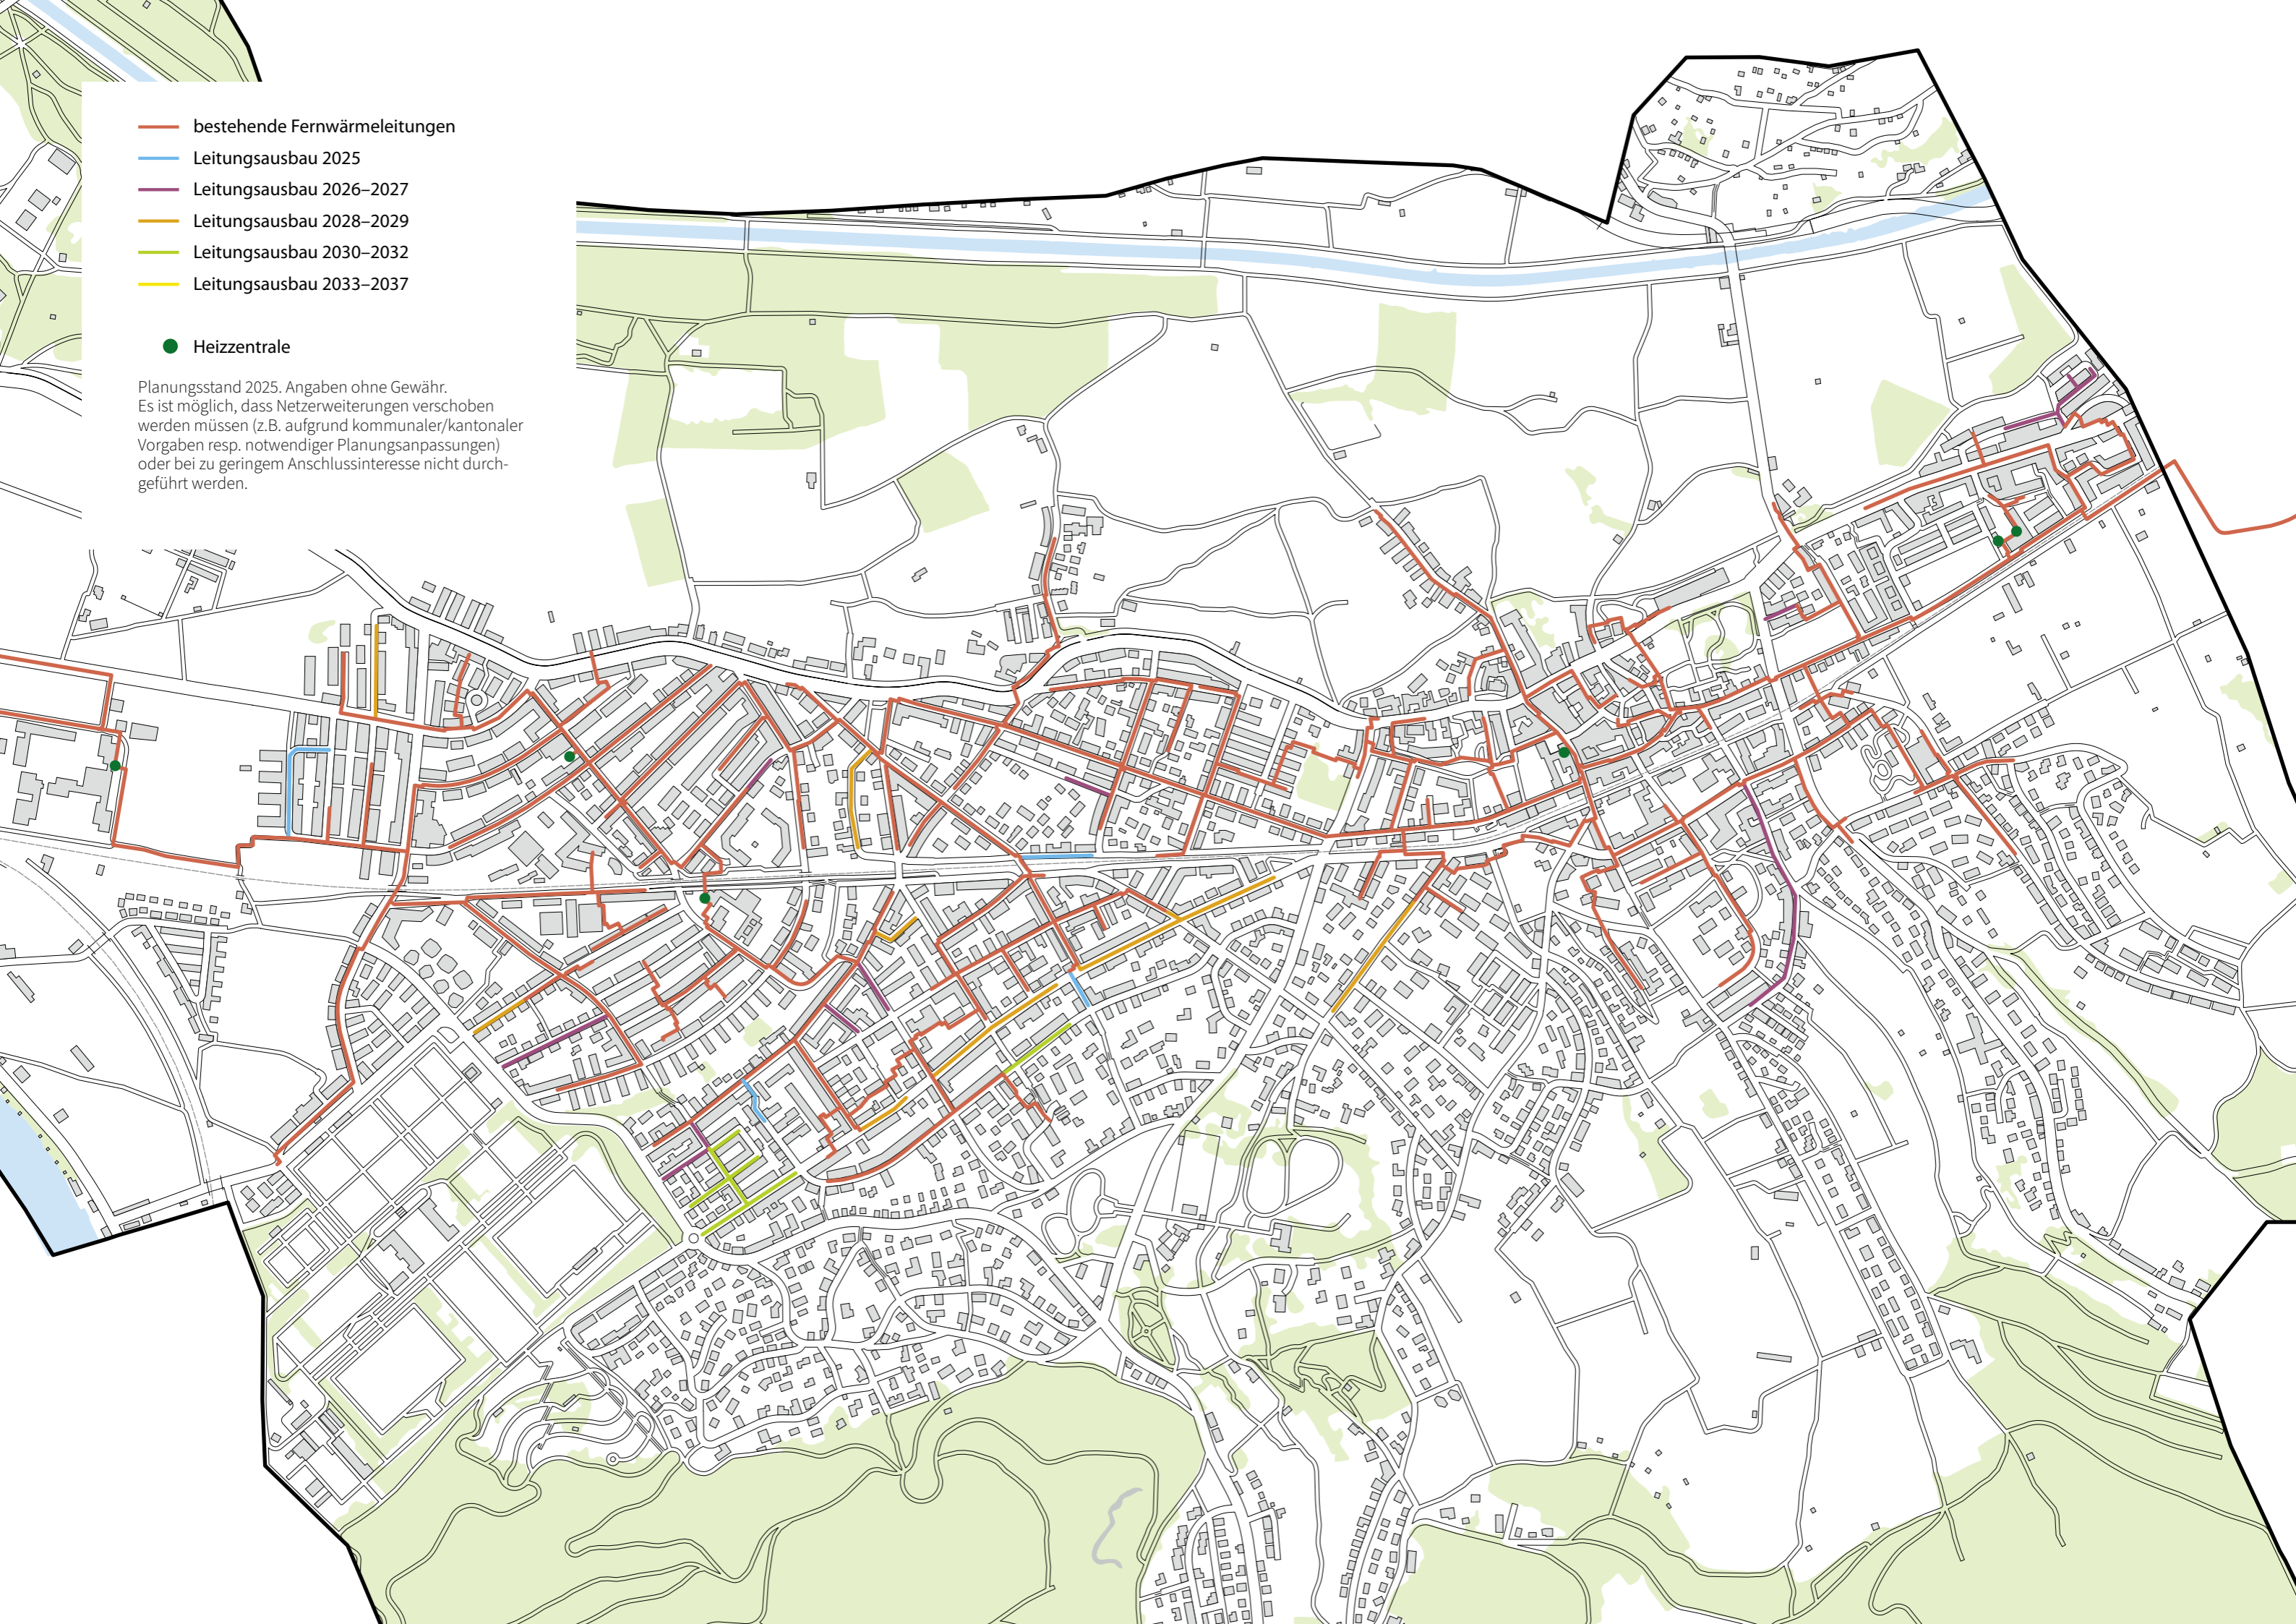 bestehende Fernwärmeleitungen
Leitungsausbau 2025
Leitungsausbau 2026–2027
Leitungsausbau 2028–2029
Leitungsausbau 2030–2032
Leitungsausbau 2033–2037
Heizzentrale
Planungsstand 2025. Angaben ohne Gewähr.
Es ist möglich, dass Netzerweiterungen verschoben
werden müssen (z.B. aufgrund kommunaler/kantonaler
Vorgaben resp. notwendiger Planungsanpassungen)
oder bei zu geringem Anschlussinteresse nicht durch-
geführt werden.